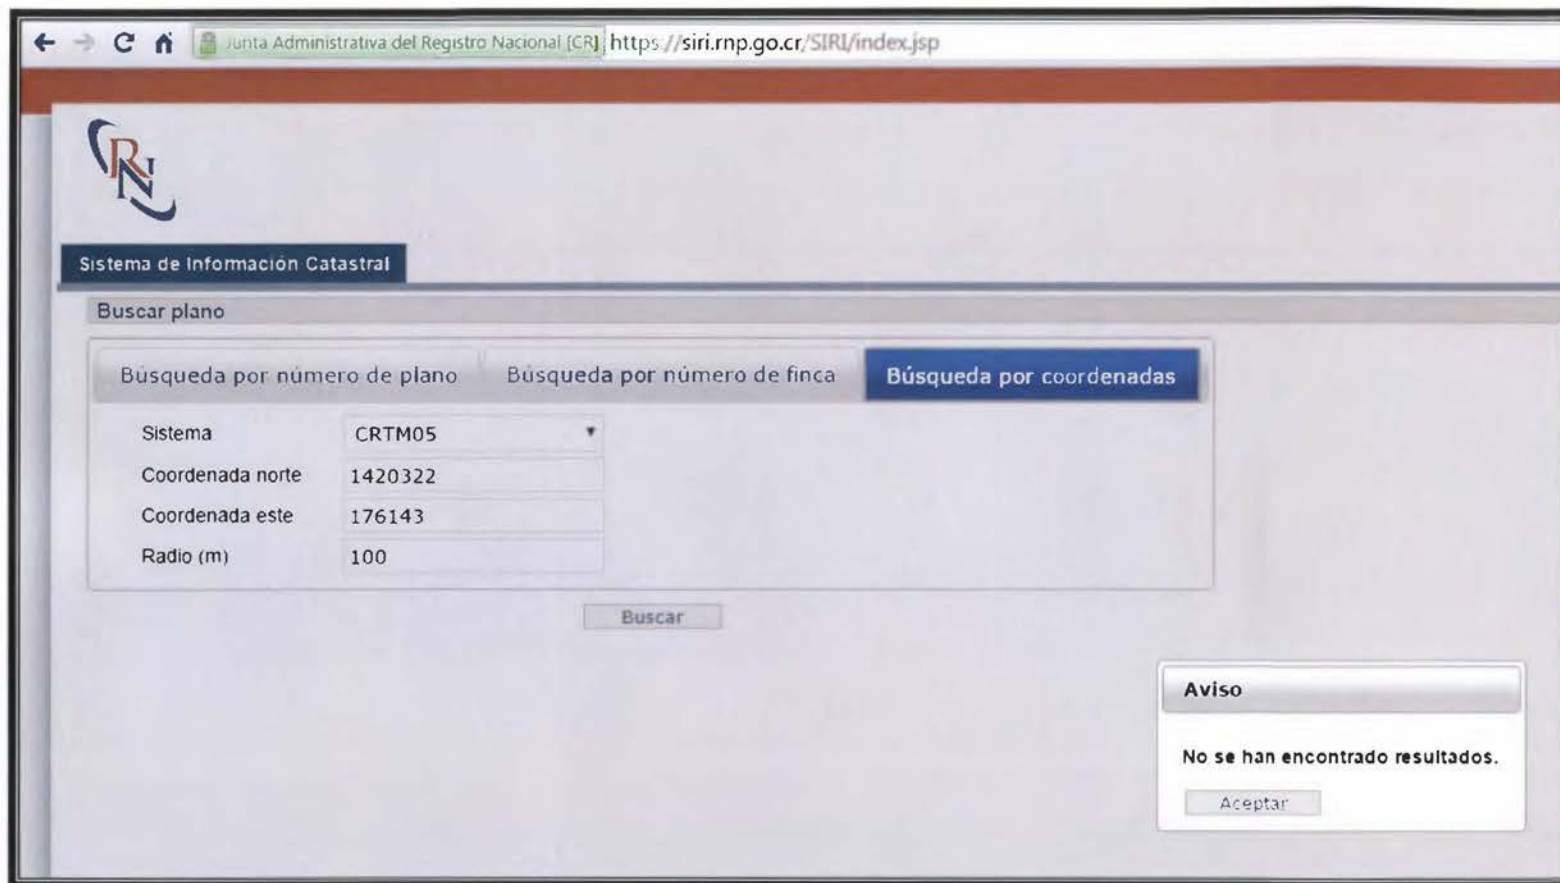 Junta Administrativa del Registro Nacional [CR] https://siri.rnp.go.cr/SIRI/index.jsp
RN
Sistema de Información Catastral
Buscar plano
Búsqueda por número de plano Búsqueda por número de finca Búsqueda por coordenadas
Sistema CRTM05
Coordenada norte 1420322
Coordenada este 176143
Radio (m) 100
Buscar
Aviso
No se han encontrado resultados.
Aceptar